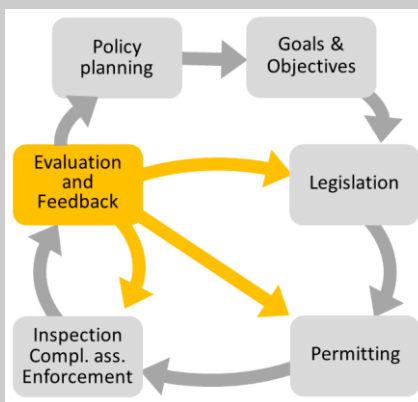 Policy
planning
Goals &
Objectives
Evaluation
and
Feedback
Legislation
Inspection
Compl. ass.
Enforcement
Permitting